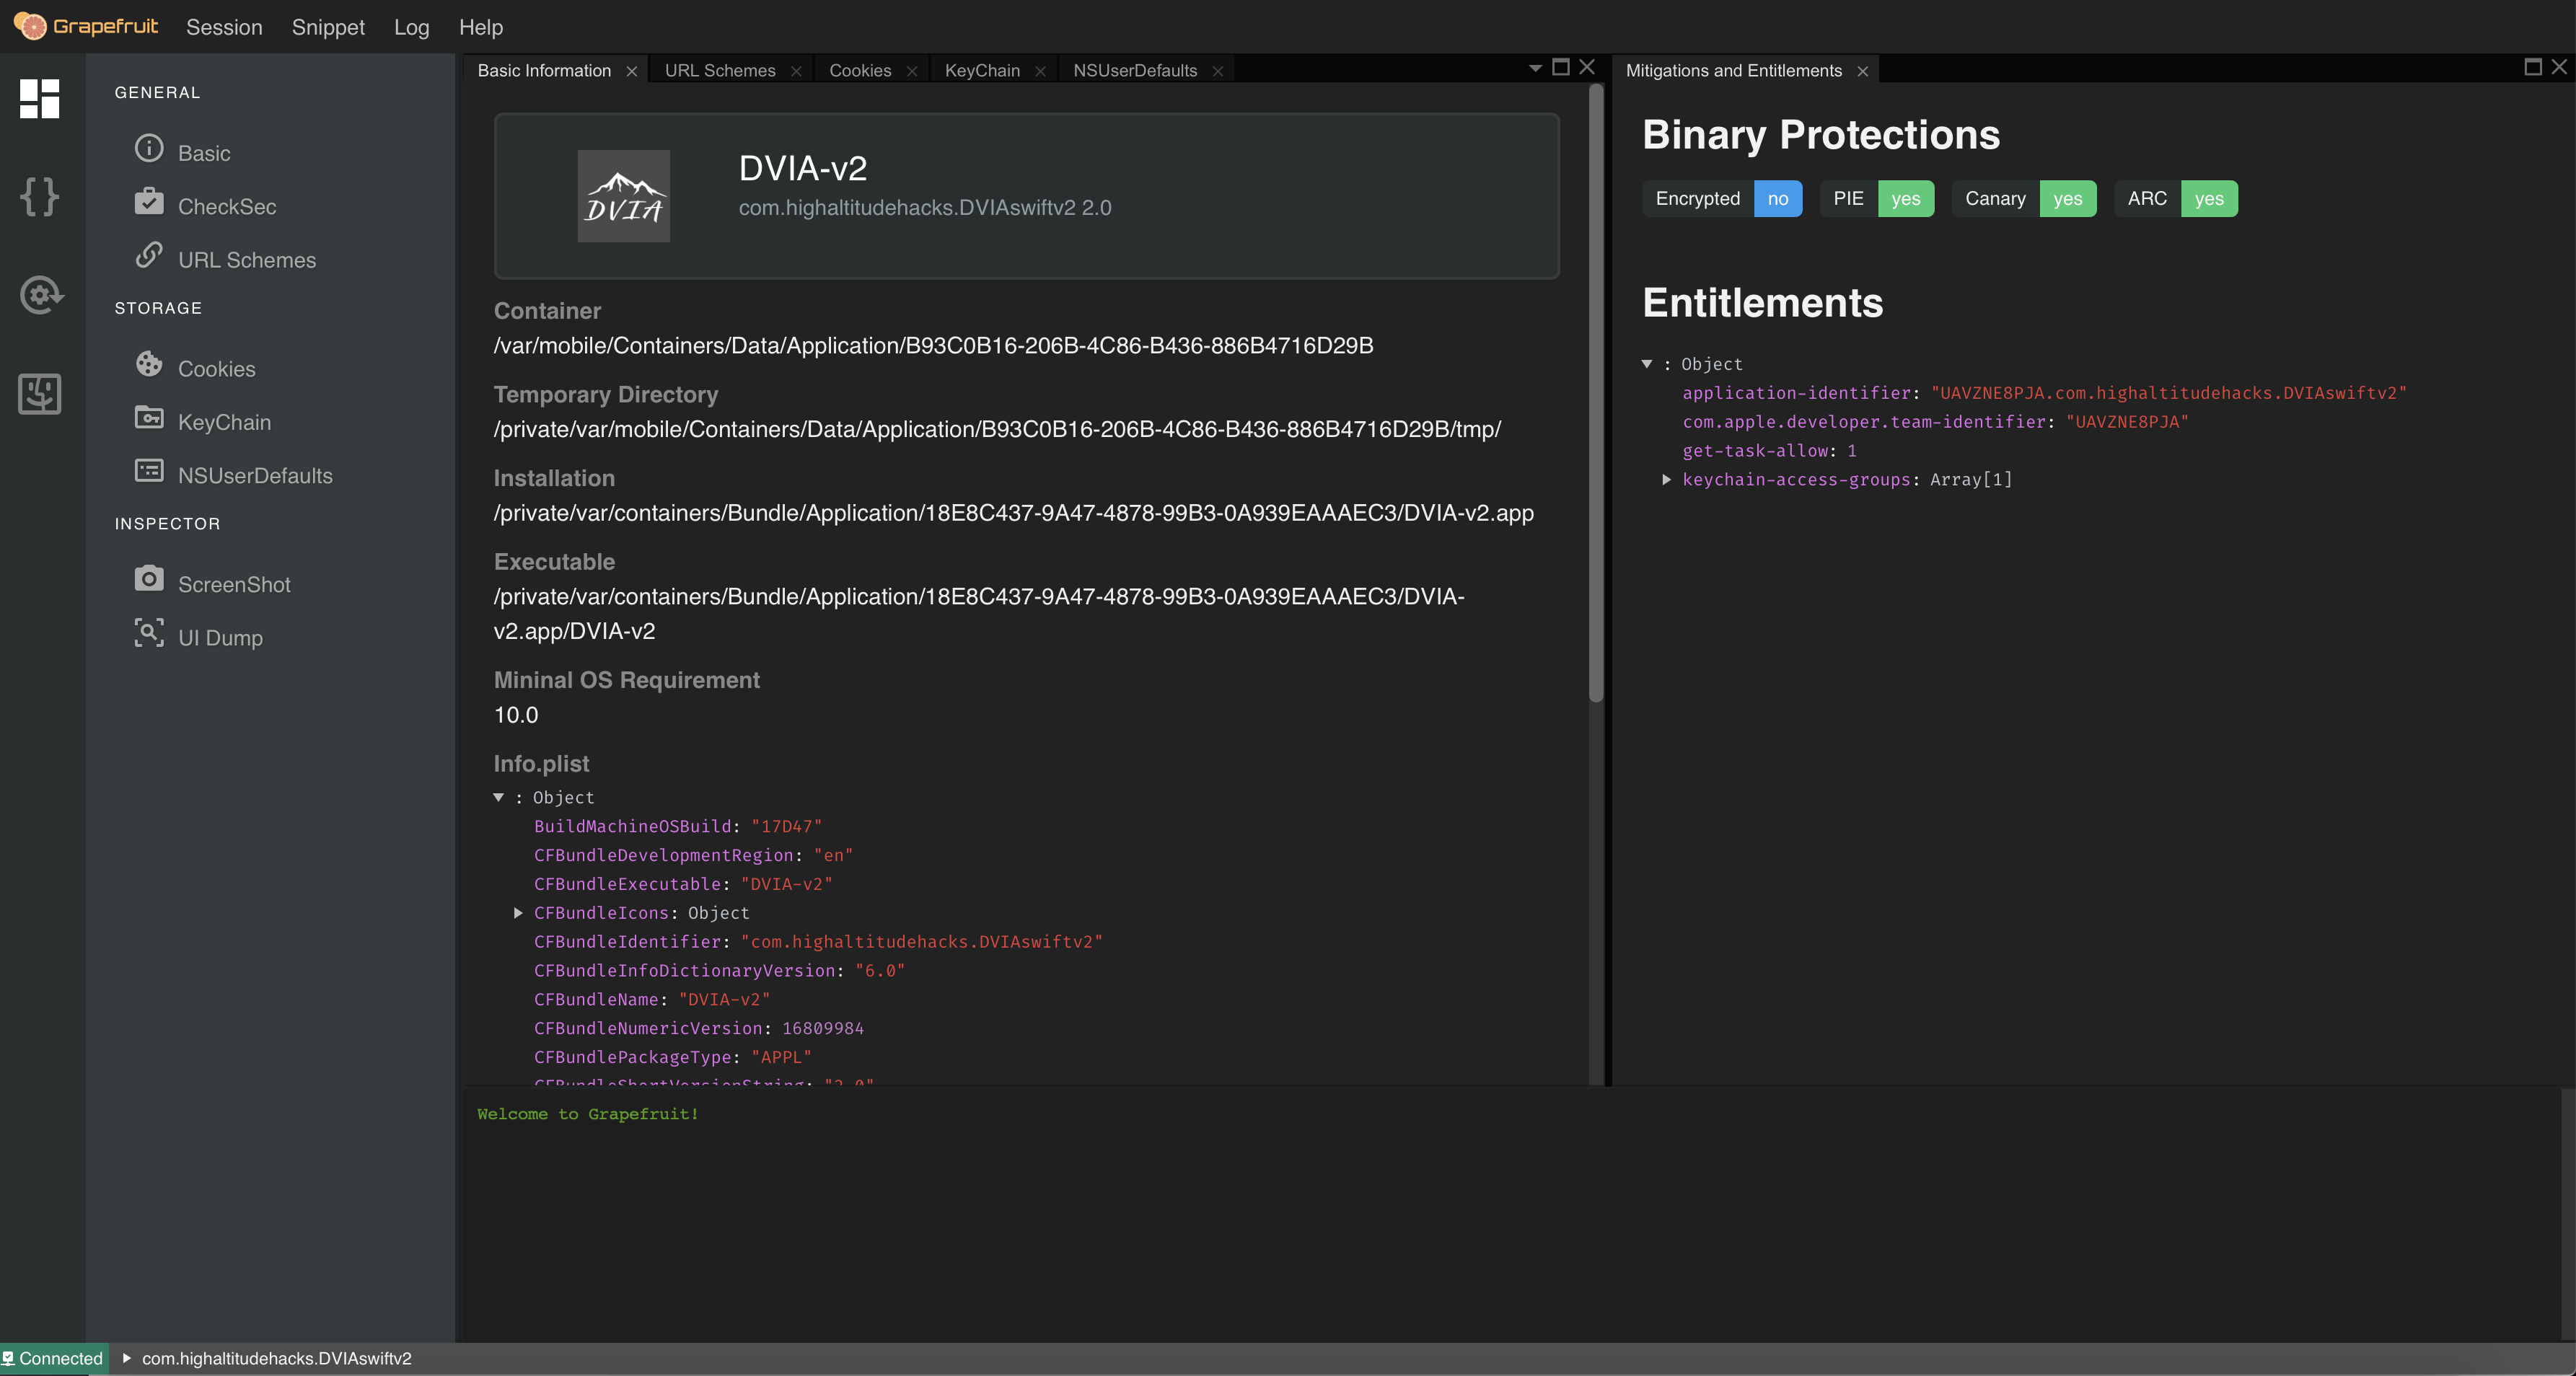 Grapefruit Session Snippet Log Help
GENERAL
Basic
CheckSec
URL Schemes
STORAGE
Cookies
KeyChain
NSUserDefaults
INSPECTOR
ScreenShot
UI Dump
Basic Information URL Schemes Cookies KeyChain NSUserDefaults
DVIA
DVIA-v2
com.highaltitudehacks.DVIAswiftv2 2.0
Container
/var/mobile/Containers/Data/Application/B93C0B16-206B-4C86-B436-886B4716D29B
Temporary Directory
/private/var/mobile/Containers/Data/Application/B93C0B16-206B-4C86-B436-886B4716D29B/tmp/
Installation
/private/var/containers/Bundle/Application/18E8C437-9A47-4878-99B3-0A939EAAAEC3/DVIA-v2.app
Executable
/private/var/containers/Bundle/Application/18E8C437-9A47-4878-99B3-0A939EAAAEC3/DVIA-
v2.app/DVIA-v2
Mininal OS Requirement
10.0
Info.plist
: Object
BuildMachineOSBuild: "17D47"
CFBundleDevelopmentRegion: "en"
CFBundleExecutable: "DVIA-v2"
CFBundleIcons: Object
CFBundleIdentifier: "com.highaltitudehacks.DVIAswiftv2"
CFBundleInfoDictionaryVersion: "6.0"
CFBundleName: "DVIA-v2"
CFBundleNumericVersion: 16809984
CFBundlePackageType: "APPL"
CFBundleShortVersionString: "2.0"
Mitigations and Entitlements
Binary Protections
Encrypted no PIE yes Canary yes ARC yes
Entitlements
: Object
application-identifier: "UAVZNE8PJA.com.highaltitudehacks.DVIAswiftv2"
com.apple.developer.team-identifier: "UAVZNE8PJA"
get-task-allow: 1
keychain-access-groups: Array[1]
Welcome to Grapefruit!
Connected com.highaltitudehacks.DVIAswiftv2